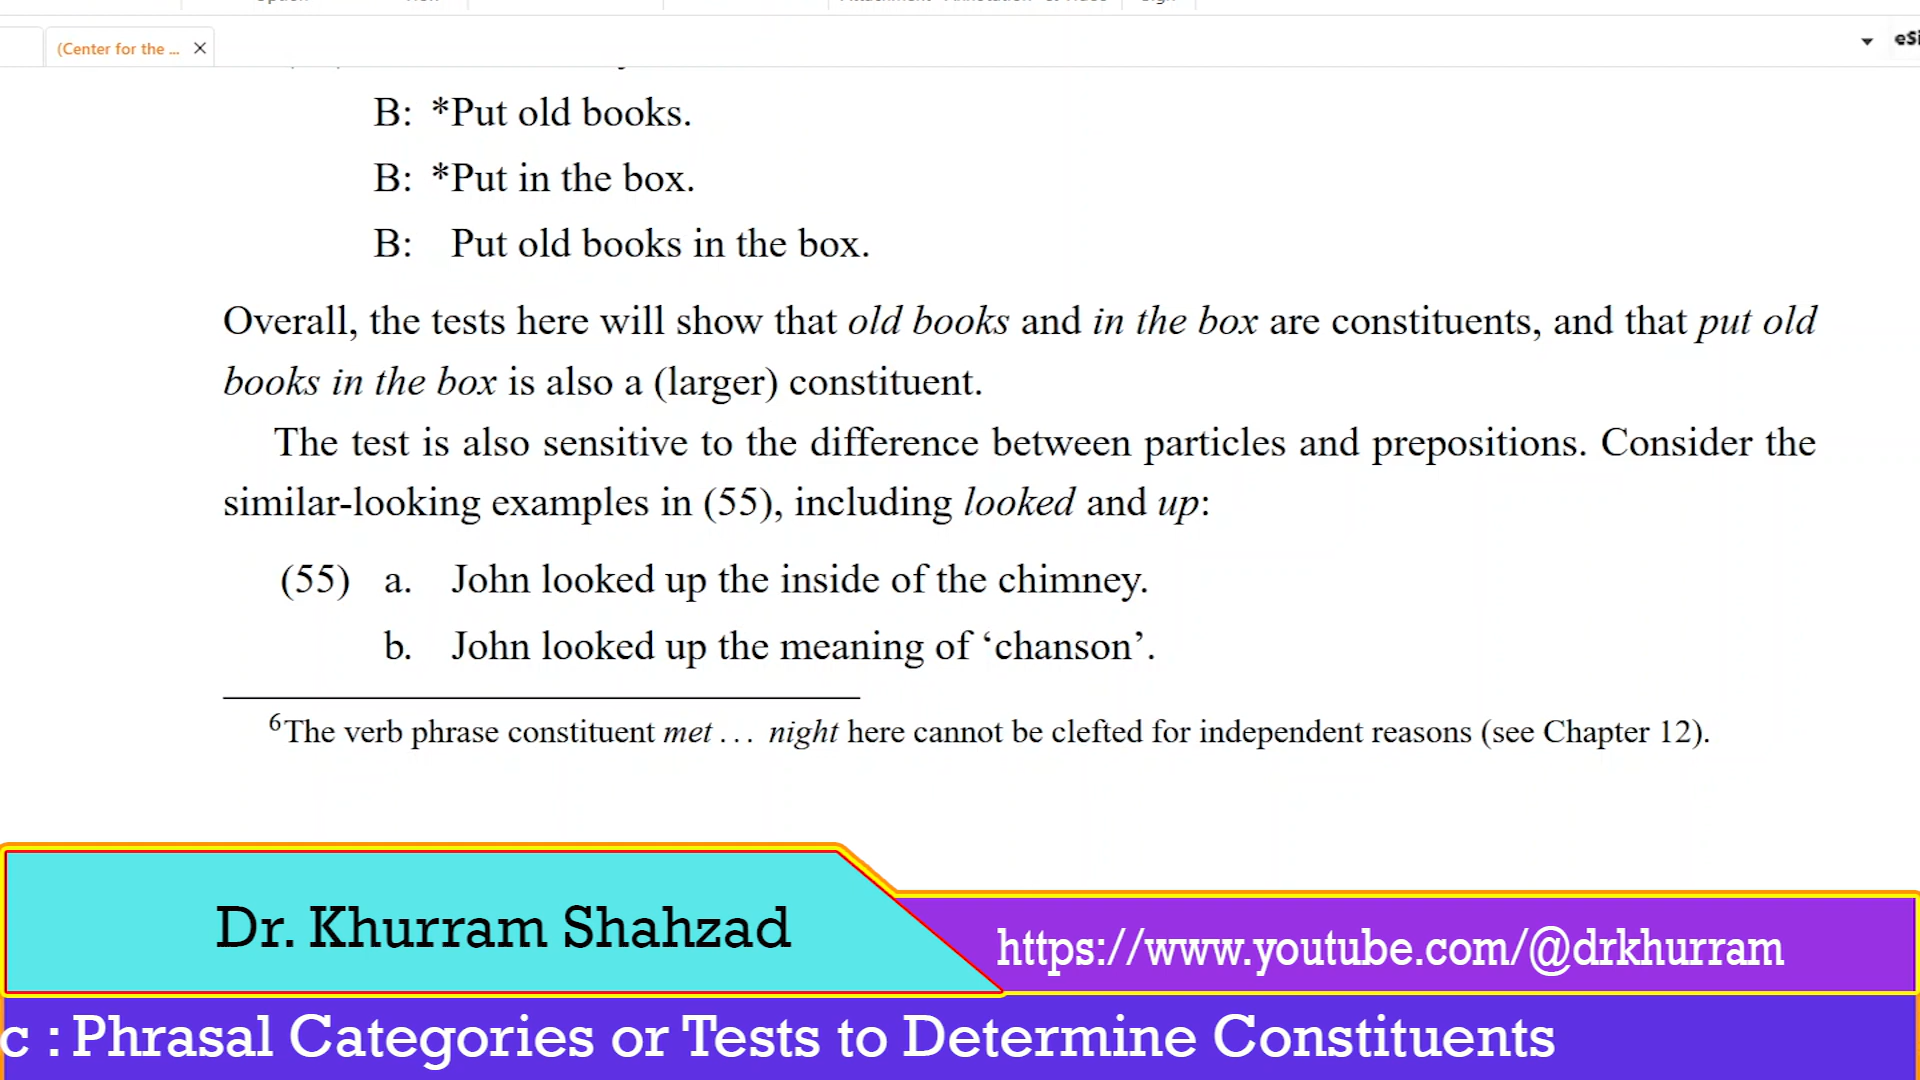 (Center for the ...
B: *Put old books.
B: *Put in the box.
B: Put old books in the box.
Overall, the tests here will show that old books and in the box are constituents, and that put old
books in the box is also a (larger) constituent.
The test is also sensitive to the difference between particles and prepositions. Consider the
similar-looking examples in (55), including looked and up:
(55) a. John looked up the inside of the chimney.
b. John looked up the meaning of ‘chanson’.
6The verb phrase constituent met … night here cannot be clefted for independent reasons (see Chapter 12).
Dr. Khurram Shahzad
https://www.youtube.com/@drkhurram
c : Phrasal Categories or Tests to Determine Constituents